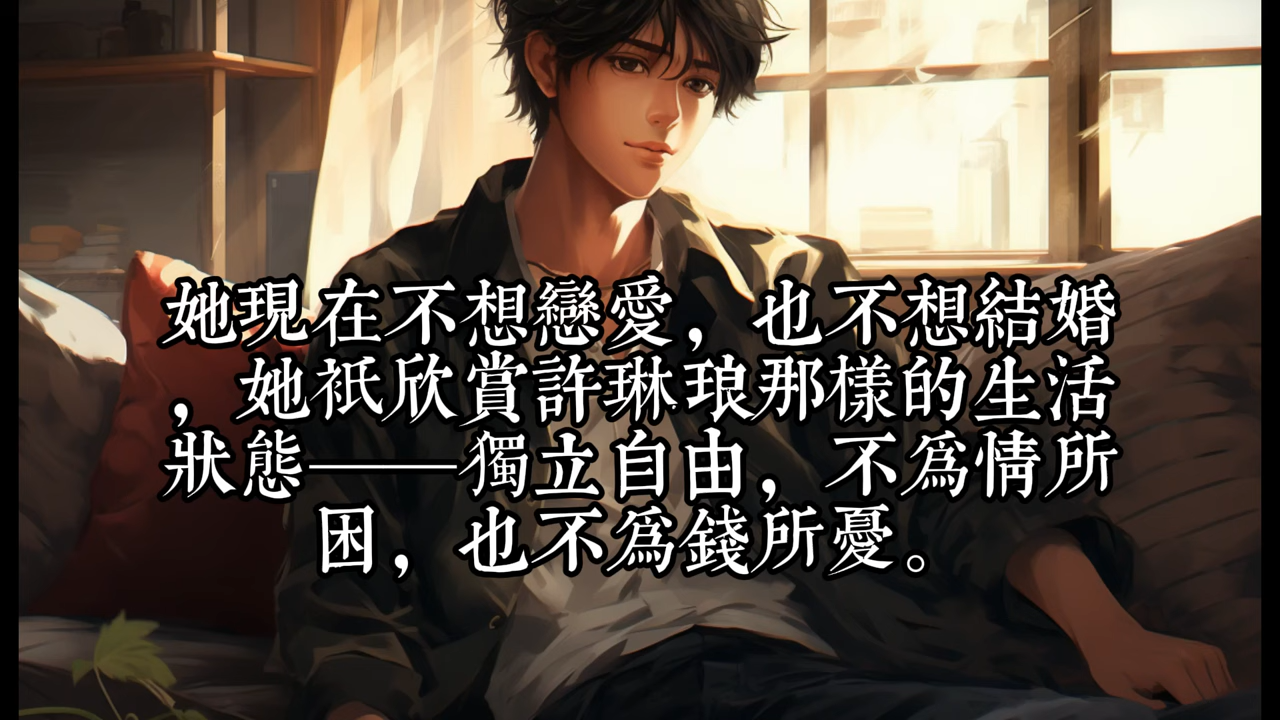 她現在不想戀愛，也不想結婚
，她祇欣賞許琳琅那樣的生活
狀態——獨立自由，不爲情所
困，也不爲錢所憂。